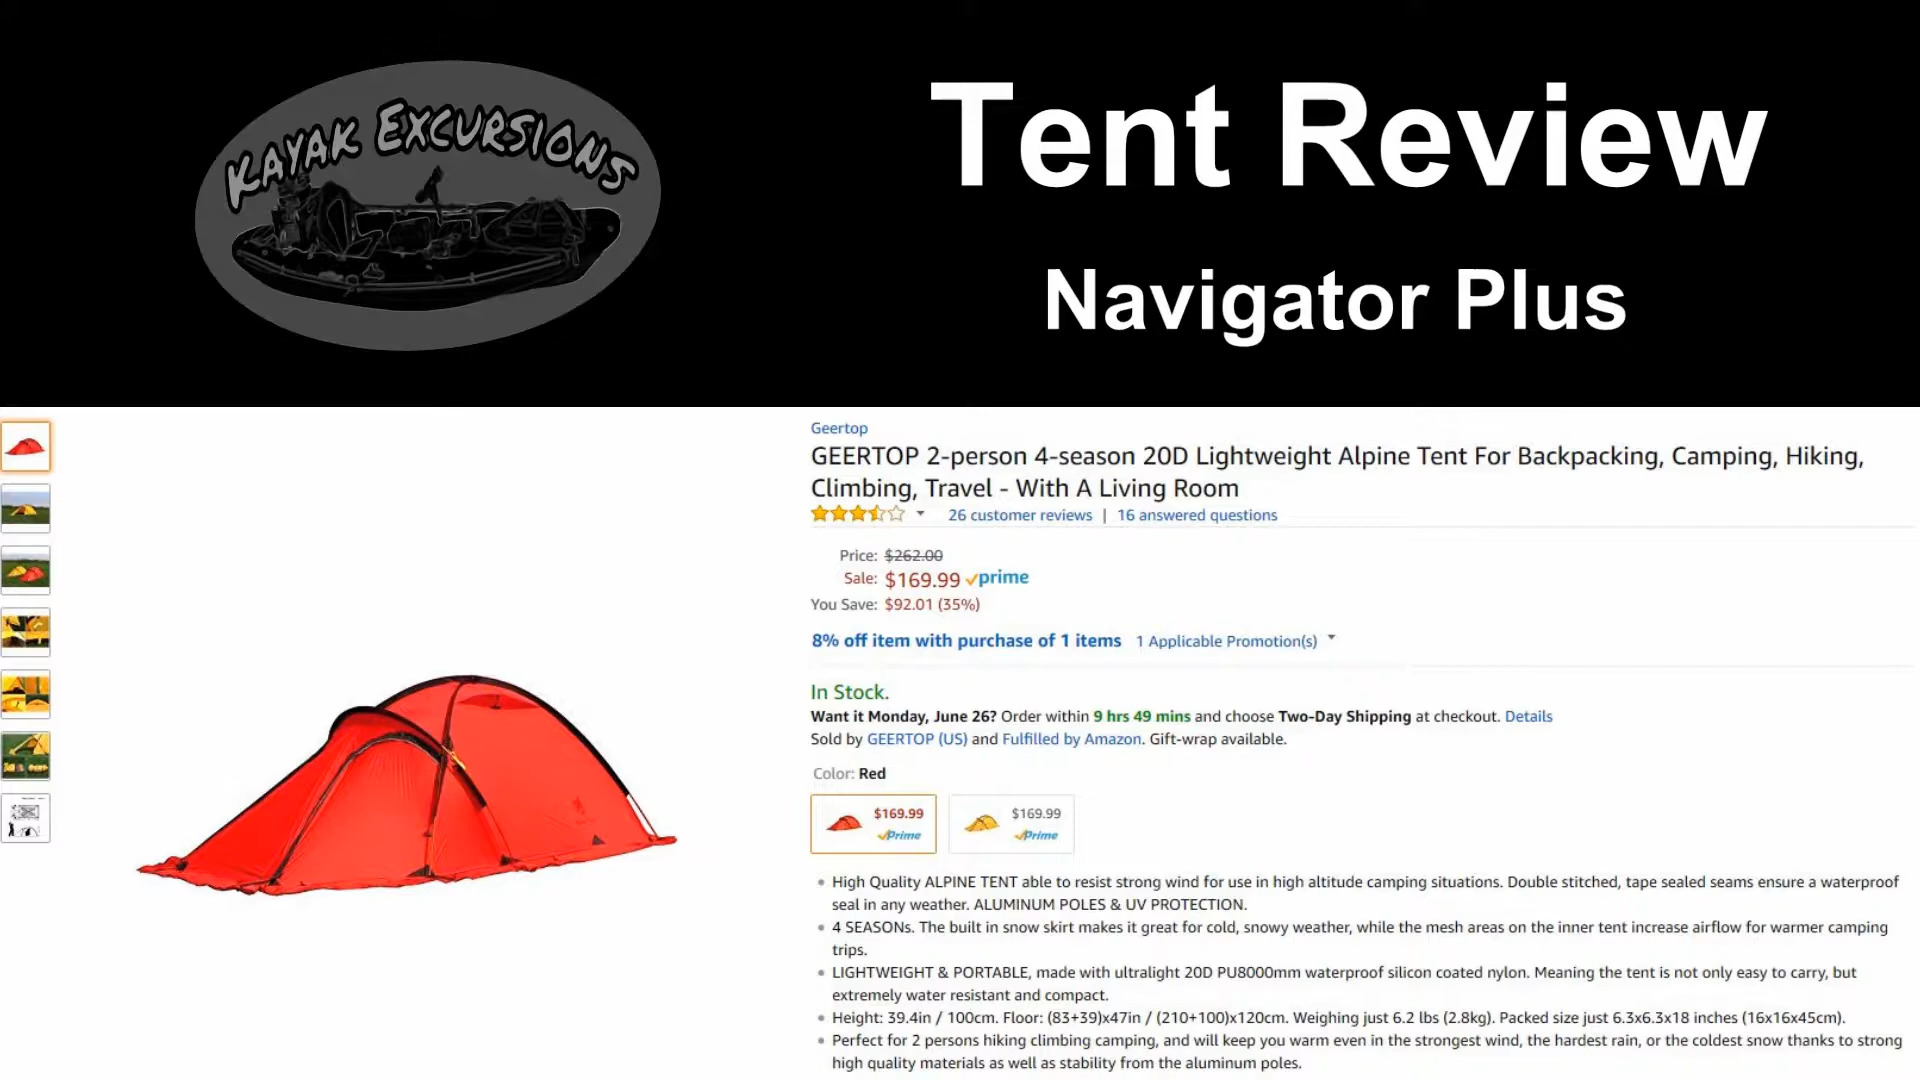 KAYAK EXCURSIONS
Tent Review
Navigator Plus
Geertop
GEERTOP 2-person 4-season 20D Lightweight Alpine Tent For Backpacking, Camping, Hiking,
Climbing, Travel - With A Living Room
26 customer reviews | 16 answered questions
Price: $262.00
Sale: $169.99 prime
You Save: $92.01 (35%)
8% off item with purchase of 1 items 1 Applicable Promotion(s)
In Stock.
Want it Monday, June 26? Order within 9 hrs 49 mins and choose Two-Day Shipping at checkout. Details
Sold by GEERTOP (US) and Fulfilled by Amazon. Gift-wrap available.
Color: Red
$169.99 $169.99
Prime Prime
High Quality ALPINE TENT able to resist strong wind for use in high altitude camping situations. Double stitched, tape sealed seams ensure a waterproof
seal in any weather. ALUMINUM POLES & UV PROTECTION.
4 SEASONs. The built in snow skirt makes it great for cold, snowy weather, while the mesh areas on the inner tent increase airflow for warmer camping
trips.
LIGHTWEIGHT & PORTABLE, made with ultralight 20D PU8000mm waterproof silicon coated nylon. Meaning the tent is not only easy to carry, but
extremely water resistant and compact.
Height: 39.4in / 100cm. Floor: (83+39)x47in / (210+100)x120cm. Weighing just 6.2 lbs (2.8kg). Packed size just 6.3x6.3x18 inches (16x16x45cm).
Perfect for 2 persons hiking climbing camping, and will keep you warm even in the strongest wind, the hardest rain, or the coldest snow thanks to strong
high quality materials as well as stability from the aluminum poles.